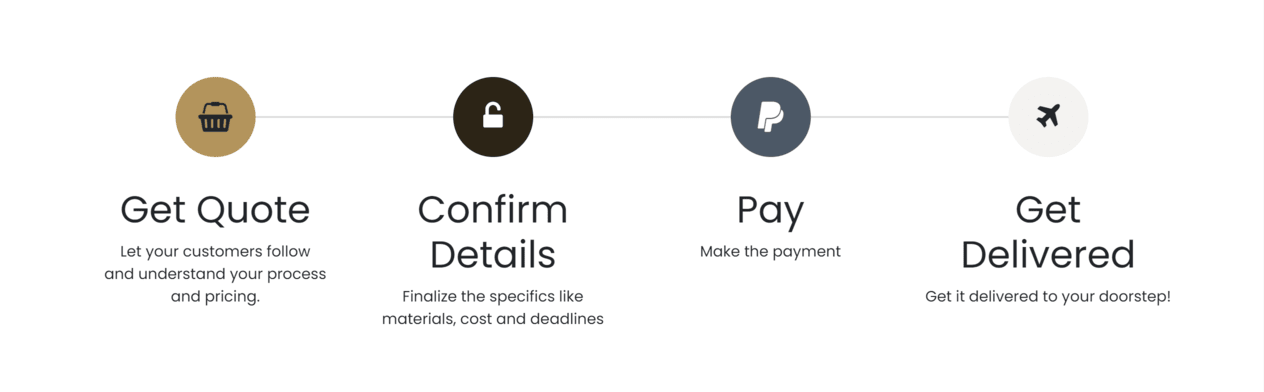 Get Quote
Let your customers follow
and understand your process
and pricing.
Confirm
Details
Finalize the specifics like
materials, cost and deadlines
Pay
Make the payment
Get
Delivered
Get it delivered to your doorstep!